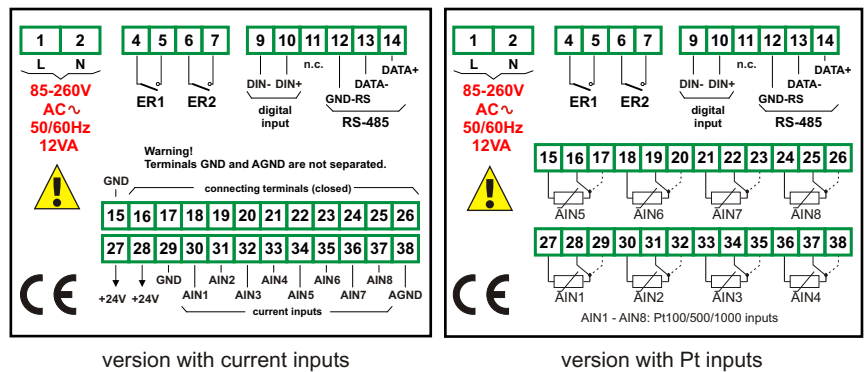 1 2 4 5 6 7 9 10 11 12 13 14
L N n.c. DATA+
DIN- DIN+ DATA-
GND-RS
85-260V
AC∿
50/60Hz
12VA
ER1 ER2
digital
input
RS-485
Warning!
Terminals GND and AGND are not separated.
GND
connecting terminals (closed)
15 16 17 18 19 20 21 22 23 24 25 26
27 28 29 30 31 32 33 34 35 36 37 38
GND AIN2 AIN4 AIN6 AIN8
+24V +24V AIN1 AIN3 AIN5 AIN7 AGND
current inputs
CE
version with current inputs
1 2 4 5 6 7 9 10 11 12 13 14
L N n.c. DATA+
DIN- DIN+ DATA-
GND-RS
85-260V
AC∿
50/60Hz
12VA
ER1 ER2
digital
input
RS-485
15 16 17 18 19 20 21 22 23 24 25 26
AIN5 AIN6 AIN7 AIN8
27 28 29 30 31 32 33 34 35 36 37 38
AIN1 AIN2 AIN3 AIN4
AIN1 - AIN8: Pt100/500/1000 inputs
CE
version with Pt inputs